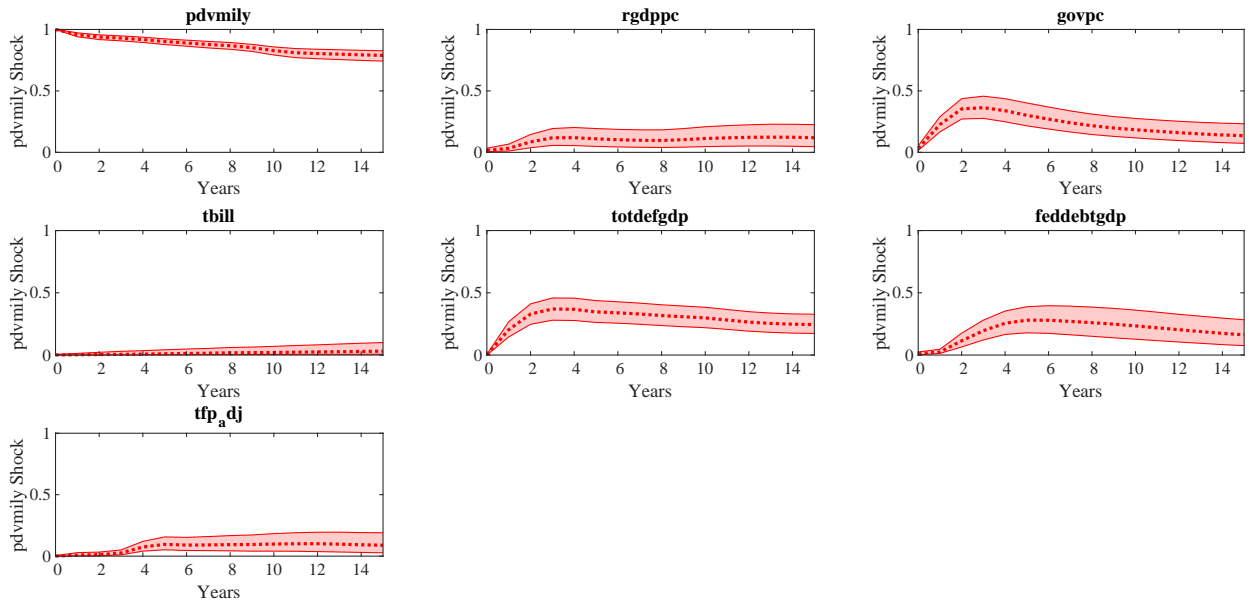 pdvmily
pdvmily Shock
1
0.5
0
0 2 4 6 8 10 12 14
Years
rgdppc
pdvmily Shock
1
0.5
0
0 2 4 6 8 10 12 14
Years
govpc
pdvmily Shock
1
0.5
0
0 2 4 6 8 10 12 14
Years
tbill
pdvmily Shock
1
0.5
0
0 2 4 6 8 10 12 14
Years
totdefgdp
pdvmily Shock
1
0.5
0
0 2 4 6 8 10 12 14
Years
feddebtgdp
pdvmily Shock
1
0.5
0
0 2 4 6 8 10 12 14
Years
tfp_adj
pdvmily Shock
1
0.5
0
0 2 4 6 8 10 12 14
Years